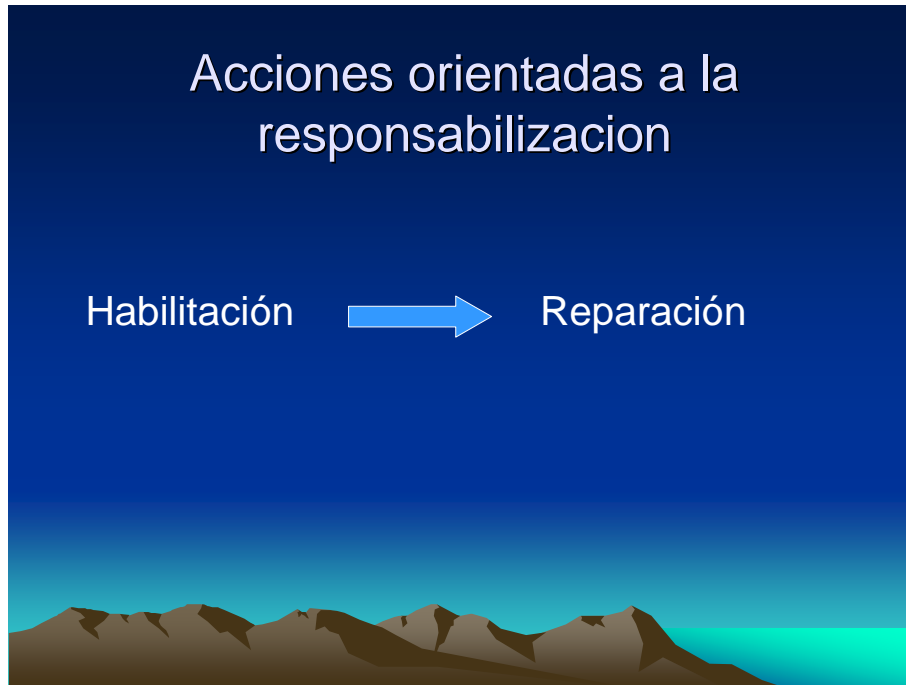 Acciones orientadas a la
responsabilizacion
Habilitación Reparación